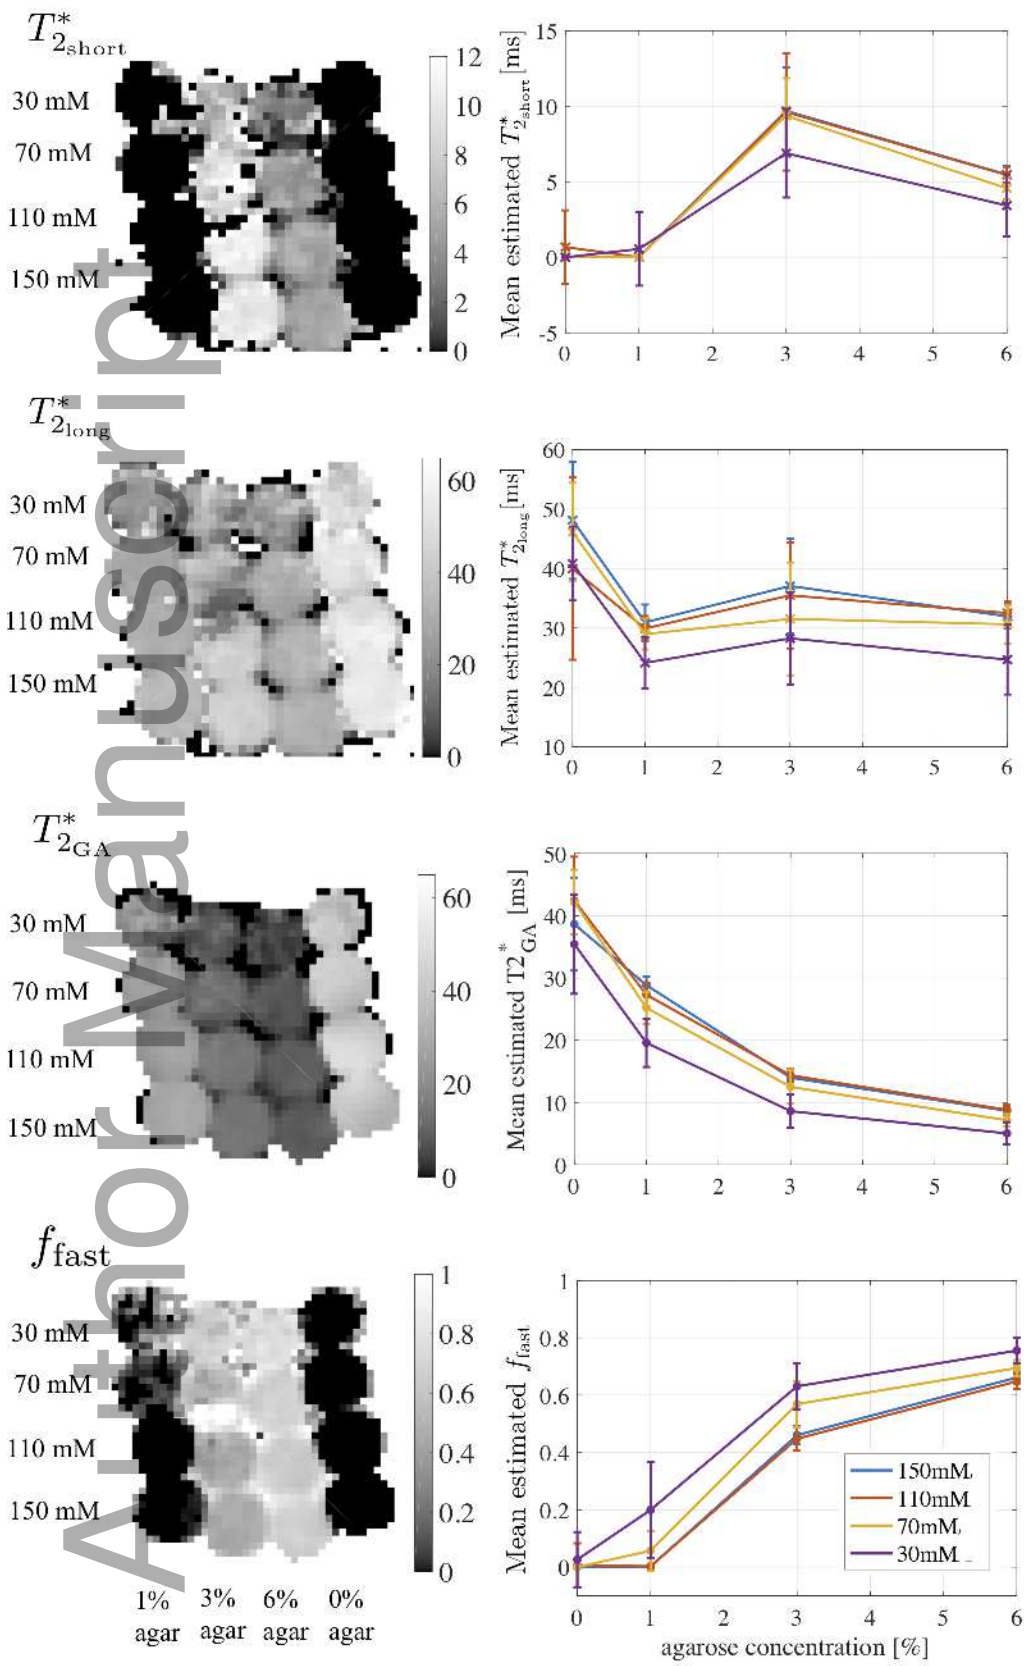 T*2short
30 mM
70 mM
110 mM
150 mM
12
10
8
6
4
2
0
Mean estimated T*2short [ms]
15
10
5
0
-5
0 1 2 3 4 5 6
T*2long
30 mM
70 mM
110 mM
150 mM
60
40
20
0
Mean estimated T*2long [ms]
60
50
40
30
20
10
0 1 2 3 4 5 6
T*2GA
30 mM
70 mM
110 mM
150 mM
60
40
20
0
Mean estimated T2*GA [ms]
50
40
30
20
10
0
0 1 2 3 4 5 6
ffast
30 mM
70 mM
110 mM
150 mM
1
0.8
0.6
0.4
0.2
0
1% 3% 6% 0%
agar agar agar agar
Mean estimated ffast
1
0.8
0.6
0.4
0.2
0
150mM
110mM
70mM
30mM
0 1 2 3 4 5 6
agarose concentration [%]
Author Manuscript